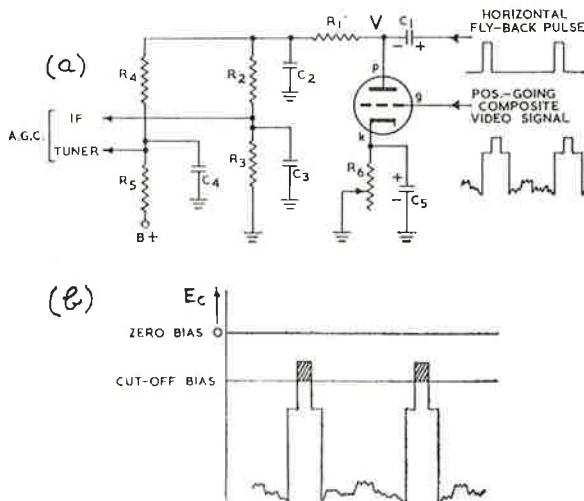 (a)
R4
R2
C2
R1
V
C1
- +
HORIZONTAL
FLY-BACK PULSE
P
g
k
POS.-GOING
COMPOSITE
VIDEO SIGNAL
A.G.C.
IF
TUNER
R5
C4
R3
C3
R6
+
-
C5
B+
(b)
Ec
ZERO BIAS
O
CUT-OFF BIAS